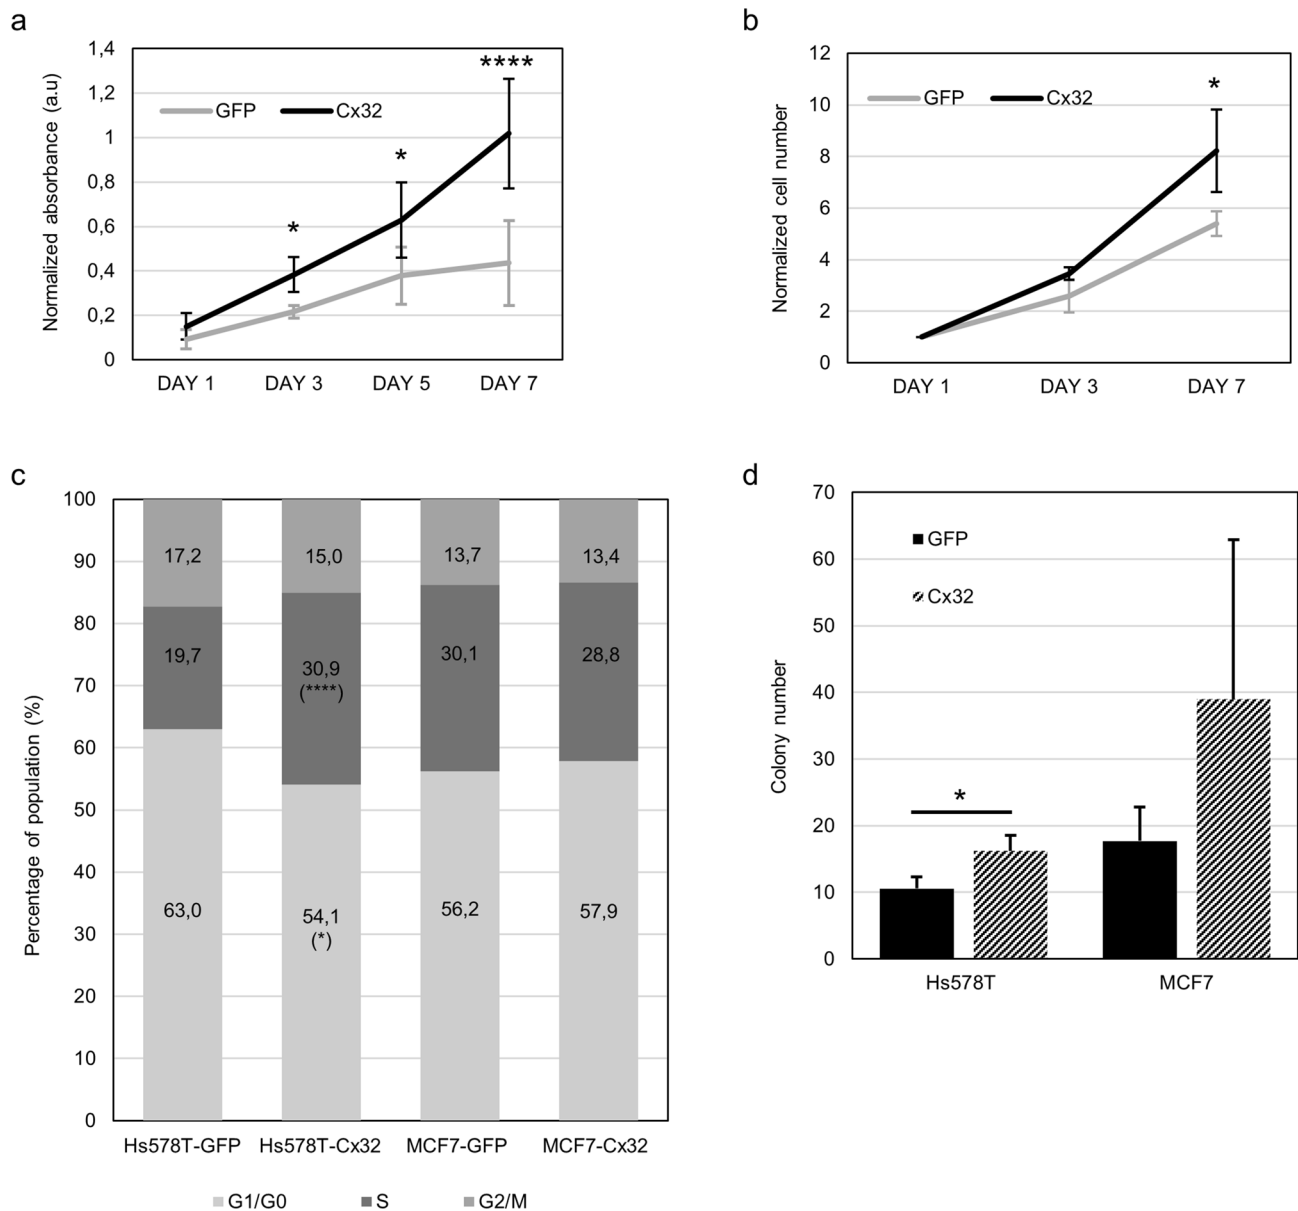 a
Normalized absorbance (a.u)
1,4
1,2
1
0,8
0,6
0,4
0,2
0
GFP
Cx32
*
*
****
DAY 1
DAY 3
DAY 5
DAY 7
b
Normalized cell number
12
10
8
6
4
2
0
GFP
Cx32
*
DAY 1
DAY 3
DAY 7
c
Percentage of population (%)
100
90
80
70
60
50
40
30
20
10
0
17,2
19,7
63,0
15,0
30,9
(****)
54,1
(*)
13,7
30,1
56,2
13,4
28,8
57,9
Hs578T-GFP
Hs578T-Cx32
MCF7-GFP
MCF7-Cx32
G1/G0
S
G2/M
d
Colony number
70
60
50
40
30
20
10
0
GFP
Cx32
*
Hs578T
MCF7